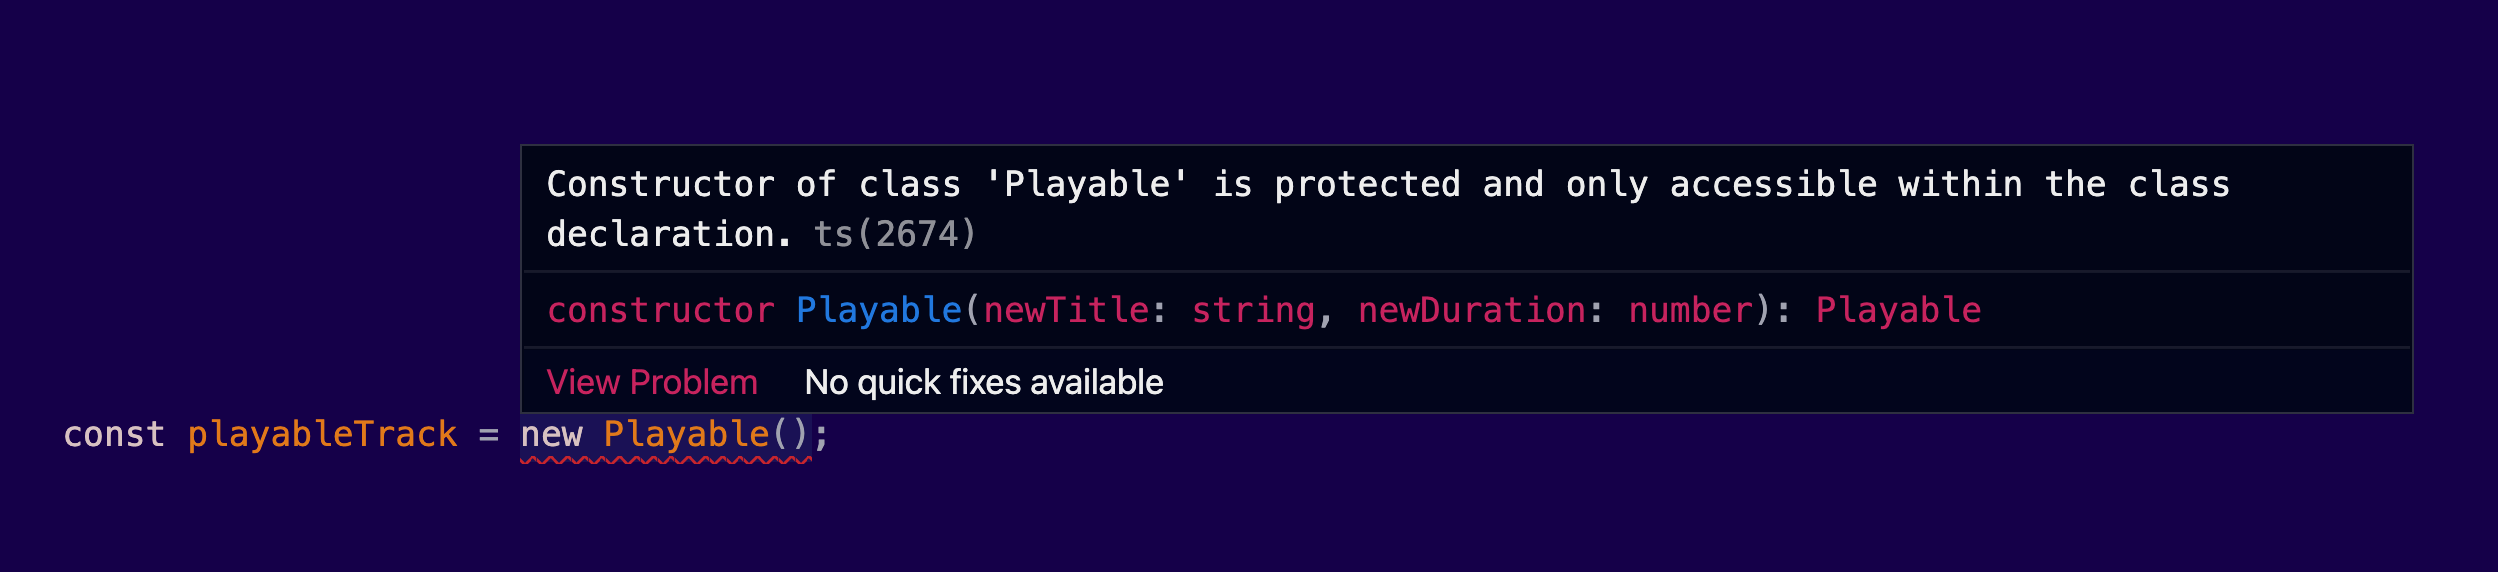 Constructor of class 'Playable' is protected and only accessible within the class
declaration. ts(2674)
constructor Playable(newTitle: string, newDuration: number): Playable
View Problem No quick fixes available
const playableTrack = new Playable();